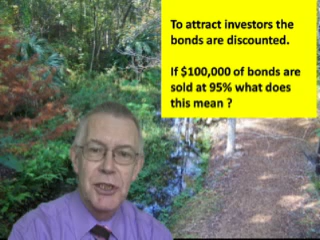 To attract investors the
bonds are discounted.
If $100,000 of bonds are
sold at 95% what does
this mean ?